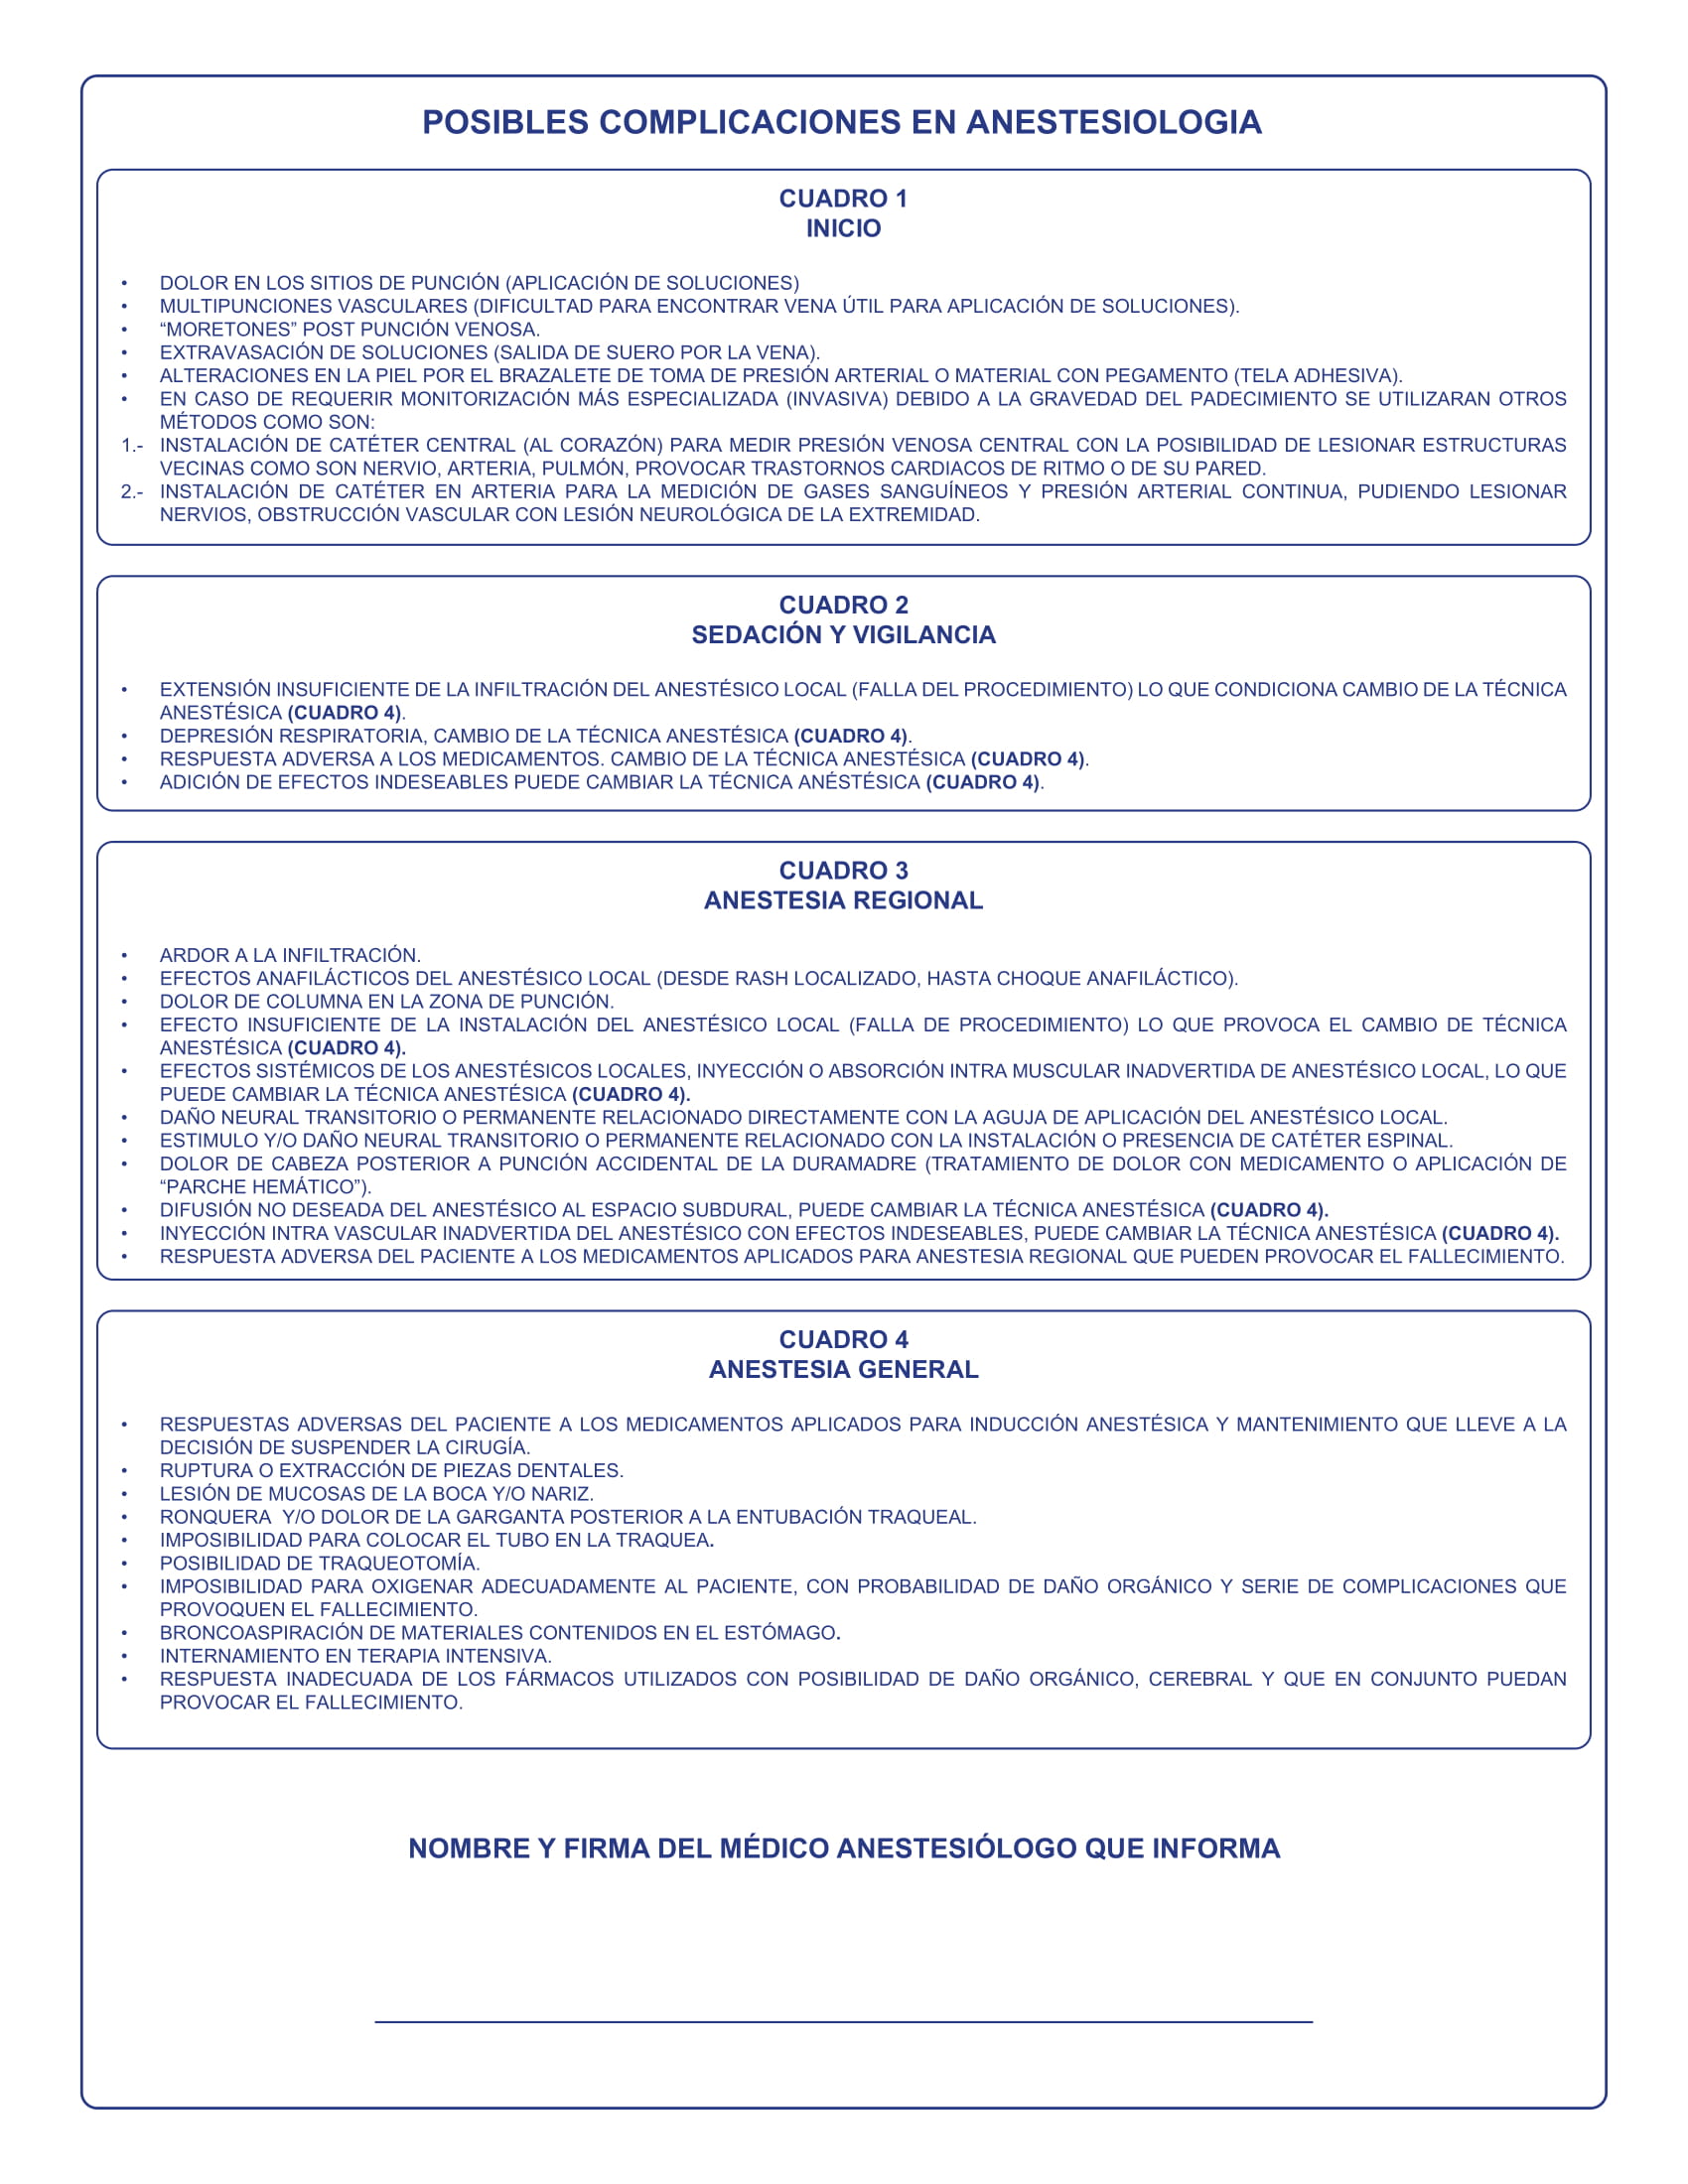 POSIBLES COMPLICACIONES EN ANESTESIOLOGIA
CUADRO 1
INICIO
• DOLOR EN LOS SITIOS DE PUNCIÓN (APLICACIÓN DE SOLUCIONES)
• MULTIPUNCIONES VASCULARES (DIFICULTAD PARA ENCONTRAR VENA ÚTIL PARA APLICACIÓN DE SOLUCIONES).
• “MORETONES” POST PUNCIÓN VENOSA.
• EXTRAVASACIÓN DE SOLUCIONES (SALIDA DE SUERO POR LA VENA).
• ALTERACIONES EN LA PIEL POR EL BRAZALETE DE TOMA DE PRESIÓN ARTERIAL O MATERIAL CON PEGAMENTO (TELA ADHESIVA).
• EN CASO DE REQUERIR MONITORIZACIÓN MÁS ESPECIALIZADA (INVASIVA) DEBIDO A LA GRAVEDAD DEL PADECIMIENTO SE UTILIZARAN OTROS
MÉTODOS COMO SON:
1.- INSTALACIÓN DE CATÉTER CENTRAL (AL CORAZÓN) PARA MEDIR PRESIÓN VENOSA CENTRAL CON LA POSIBILIDAD DE LESIONAR ESTRUCTURAS
VECINAS COMO SON NERVIO, ARTERIA, PULMÓN, PROVOCAR TRASTORNOS CARDIACOS DE RITMO O DE SU PARED.
2.- INSTALACIÓN DE CATÉTER EN ARTERIA PARA LA MEDICIÓN DE GASES SANGUÍNEOS Y PRESIÓN ARTERIAL CONTINUA, PUDIENDO LESIONAR
NERVIOS, OBSTRUCCIÓN VASCULAR CON LESIÓN NEUROLÓGICA DE LA EXTREMIDAD.
CUADRO 2
SEDACIÓN Y VIGILANCIA
• EXTENSIÓN INSUFICIENTE DE LA INFILTRACIÓN DEL ANESTÉSICO LOCAL (FALLA DEL PROCEDIMIENTO) LO QUE CONDICIONA CAMBIO DE LA TÉCNICA
ANESTÉSICA (CUADRO 4).
• DEPRESIÓN RESPIRATORIA, CAMBIO DE LA TÉCNICA ANESTÉSICA (CUADRO 4).
• RESPUESTA ADVERSA A LOS MEDICAMENTOS. CAMBIO DE LA TÉCNICA ANESTÉSICA (CUADRO 4).
• ADICIÓN DE EFECTOS INDESEABLES PUEDE CAMBIAR LA TÉCNICA ANÉSTÉSICA (CUADRO 4).
CUADRO 3
ANESTESIA REGIONAL
• ARDOR A LA INFILTRACIÓN.
• EFECTOS ANAFILÁCTICOS DEL ANESTÉSICO LOCAL (DESDE RASH LOCALIZADO, HASTA CHOQUE ANAFILÁCTICO).
• DOLOR DE COLUMNA EN LA ZONA DE PUNCIÓN.
• EFECTO INSUFICIENTE DE LA INSTALACIÓN DEL ANESTÉSICO LOCAL (FALLA DE PROCEDIMIENTO) LO QUE PROVOCA EL CAMBIO DE TÉCNICA
ANESTÉSICA (CUADRO 4).
• EFECTOS SISTÉMICOS DE LOS ANESTÉSICOS LOCALES, INYECCIÓN O ABSORCIÓN INTRA MUSCULAR INADVERTIDA DE ANESTÉSICO LOCAL, LO QUE
PUEDE CAMBIAR LA TÉCNICA ANESTÉSICA (CUADRO 4).
• DAÑO NEURAL TRANSITORIO O PERMANENTE RELACIONADO DIRECTAMENTE CON LA AGUJA DE APLICACIÓN DEL ANESTÉSICO LOCAL.
• ESTIMULO Y/O DAÑO NEURAL TRANSITORIO O PERMANENTE RELACIONADO CON LA INSTALACIÓN O PRESENCIA DE CATÉTER ESPINAL.
• DOLOR DE CABEZA POSTERIOR A PUNCIÓN ACCIDENTAL DE LA DURAMADRE (TRATAMIENTO DE DOLOR CON MEDICAMENTO O APLICACIÓN DE
“PARCHE HEMÁTICO”).
• DIFUSIÓN NO DESEADA DEL ANESTÉSICO AL ESPACIO SUBDURAL, PUEDE CAMBIAR LA TÉCNICA ANESTÉSICA (CUADRO 4).
• INYECCIÓN INTRA VASCULAR INADVERTIDA DEL ANESTÉSICO CON EFECTOS INDESEABLES, PUEDE CAMBIAR LA TÉCNICA ANESTÉSICA (CUADRO 4).
• RESPUESTA ADVERSA DEL PACIENTE A LOS MEDICAMENTOS APLICADOS PARA ANESTESIA REGIONAL QUE PUEDEN PROVOCAR EL FALLECIMIENTO.
CUADRO 4
ANESTESIA GENERAL
• RESPUESTAS ADVERSAS DEL PACIENTE A LOS MEDICAMENTOS APLICADOS PARA INDUCCIÓN ANESTÉSICA Y MANTENIMIENTO QUE LLEVE A LA
DECISIÓN DE SUSPENDER LA CIRUGÍA.
• RUPTURA O EXTRACCIÓN DE PIEZAS DENTALES.
• LESIÓN DE MUCOSAS DE LA BOCA Y/O NARIZ.
• RONQUERA Y/O DOLOR DE LA GARGANTA POSTERIOR A LA ENTUBACIÓN TRAQUEAL.
• IMPOSIBILIDAD PARA COLOCAR EL TUBO EN LA TRAQUEA.
• POSIBILIDAD DE TRAQUEOTOMÍA.
• IMPOSIBILIDAD PARA OXIGENAR ADECUADAMENTE AL PACIENTE, CON PROBABILIDAD DE DAÑO ORGÁNICO Y SERIE DE COMPLICACIONES QUE
PROVOQUEN EL FALLECIMIENTO.
• BRONCOASPIRACIÓN DE MATERIALES CONTENIDOS EN EL ESTÓMAGO.
• INTERNAMIENTO EN TERAPIA INTENSIVA.
• RESPUESTA INADECUADA DE LOS FÁRMACOS UTILIZADOS CON POSIBILIDAD DE DAÑO ORGÁNICO, CEREBRAL Y QUE EN CONJUNTO PUEDAN
PROVOCAR EL FALLECIMIENTO.
NOMBRE Y FIRMA DEL MÉDICO ANESTESIÓLOGO QUE INFORMA